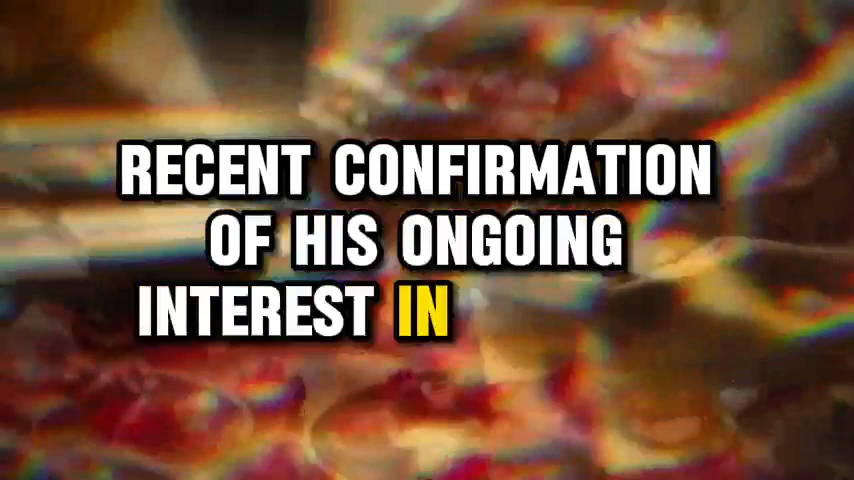 RECENT CONFIRMATION
OF HIS ONGOING
INTEREST IN